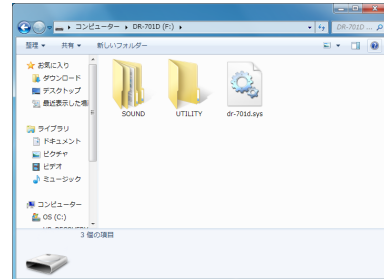 コンピューター ▸ DR-701D (F:) ▸
DR-701D ...
整理 ▾ 共有 ▾ 新しいフォルダー
お気に入り
ダウンロード
デスクトップ
最近表示した場
ライブラリ
ドキュメント
ピクチャ
ビデオ
ミュージック
コンピューター
OS (C:)
SOUND
UTILITY
dr-701d.sys
3 個の項目